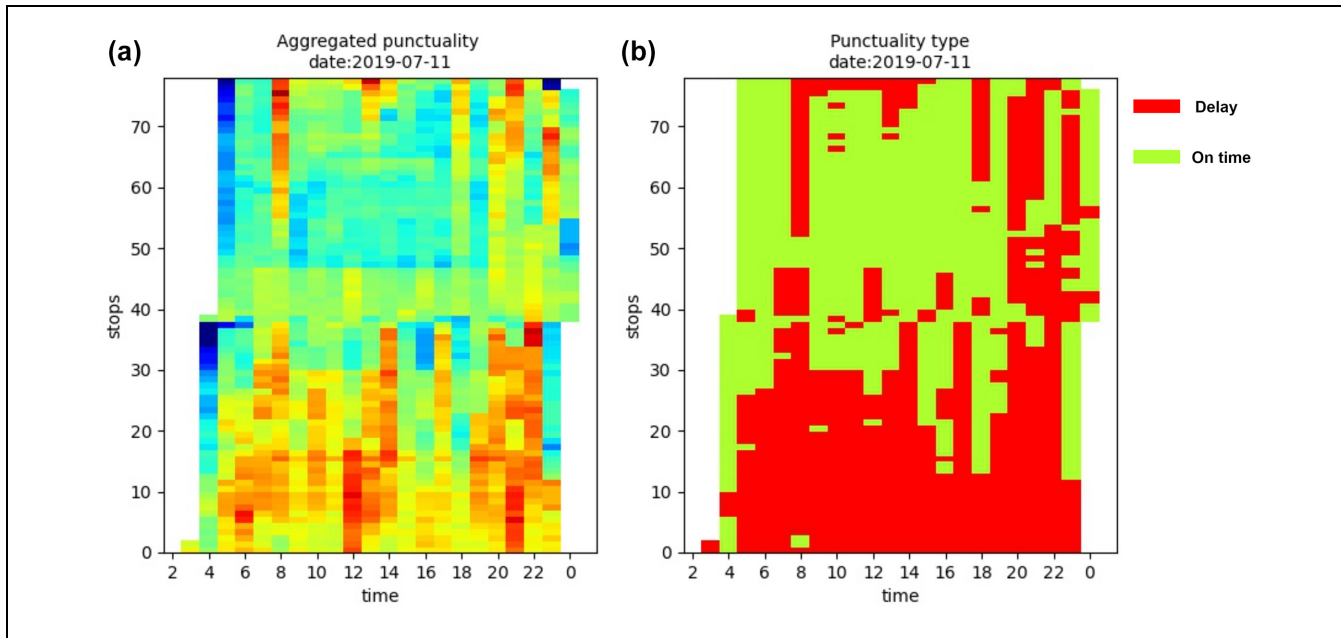 (a)
Aggregated punctuality
date:2019-07-11
70
60
50
40
30
20
10
0
stops
2 4 6 8 10 12 14 16 18 20 22 0
time
(b)
Punctuality type
date:2019-07-11
70
60
50
40
30
20
10
0
stops
2 4 6 8 10 12 14 16 18 20 22 0
time
Delay
On time